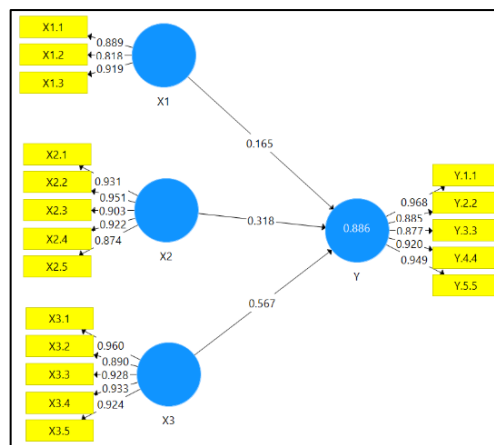 X1.1
0.889
X1.2
0.818
X1.3
0.919
X1
0.165
X2.1
0.931
X2.2
0.951
X2.3
0.903
X2.4
0.922
X2.5
0.874
X2
0.318
X3.1
0.960
X3.2
0.890
X3.3
0.928
X3.4
0.933
X3.5
0.924
X3
0.567
0.886
Y
0.968
Y.1.1
0.885
Y.2.2
0.877
Y.3.3
0.920
Y.4.4
0.949
Y.5.5